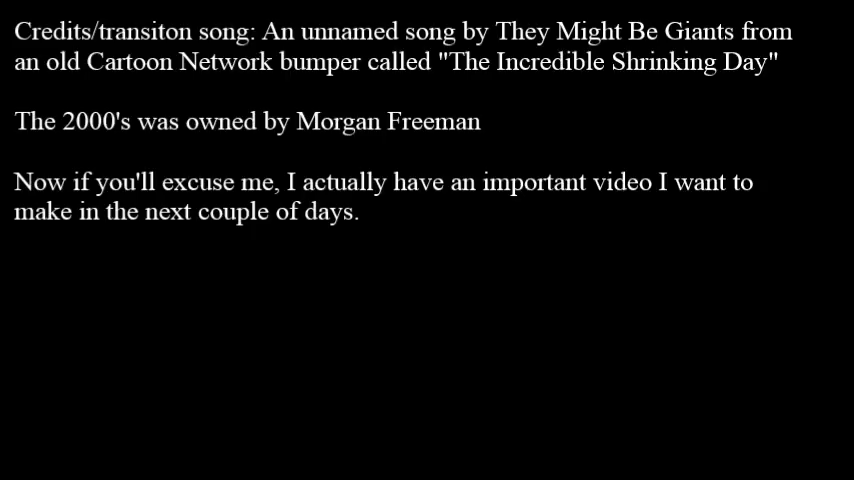 Credits/transiton song: An unnamed song by They Might Be Giants from
an old Cartoon Network bumper called "The Incredible Shrinking Day"
The 2000's was owned by Morgan Freeman
Now if you'll excuse me, I actually have an important video I want to
make in the next couple of days.